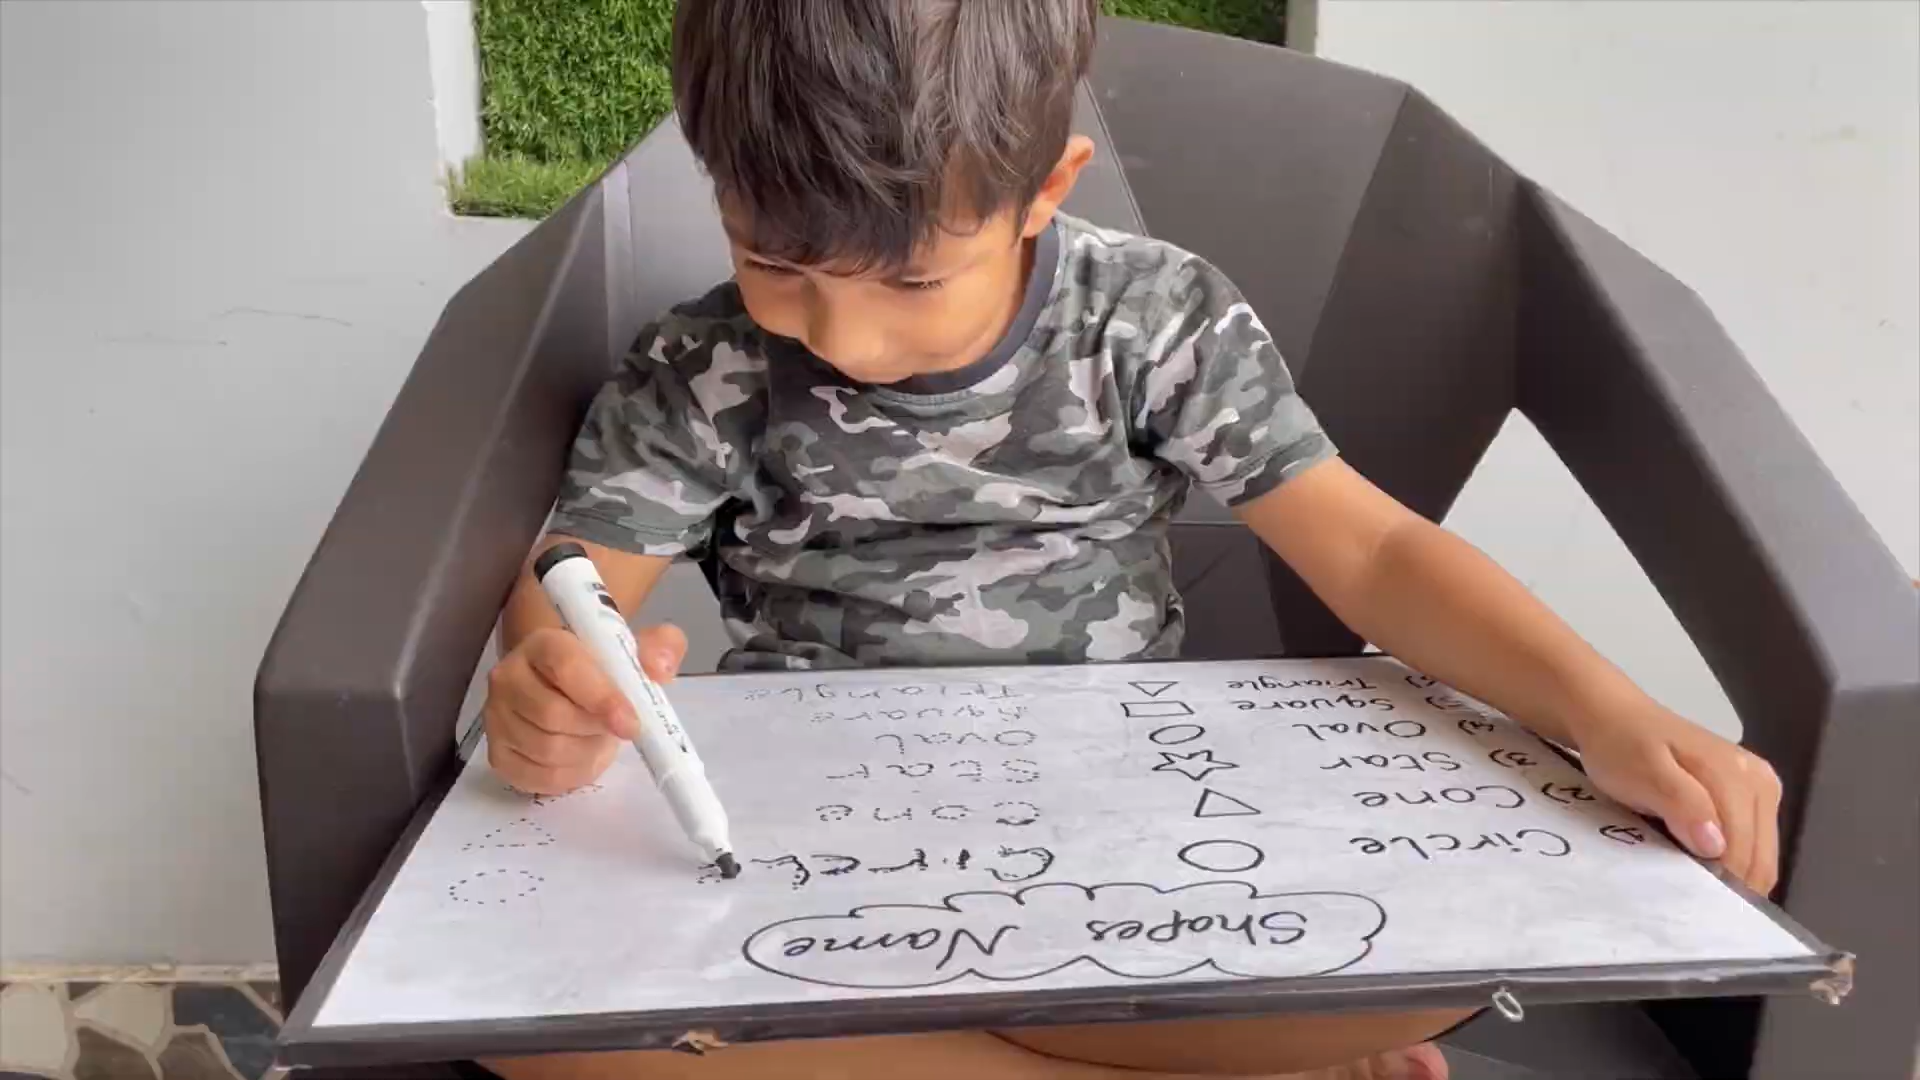 Shapes Name
1) Circle Circle
2) Cone Cone
3) Star Star
4) Oval Oval
5) Square Square
6) Triangle Triangle